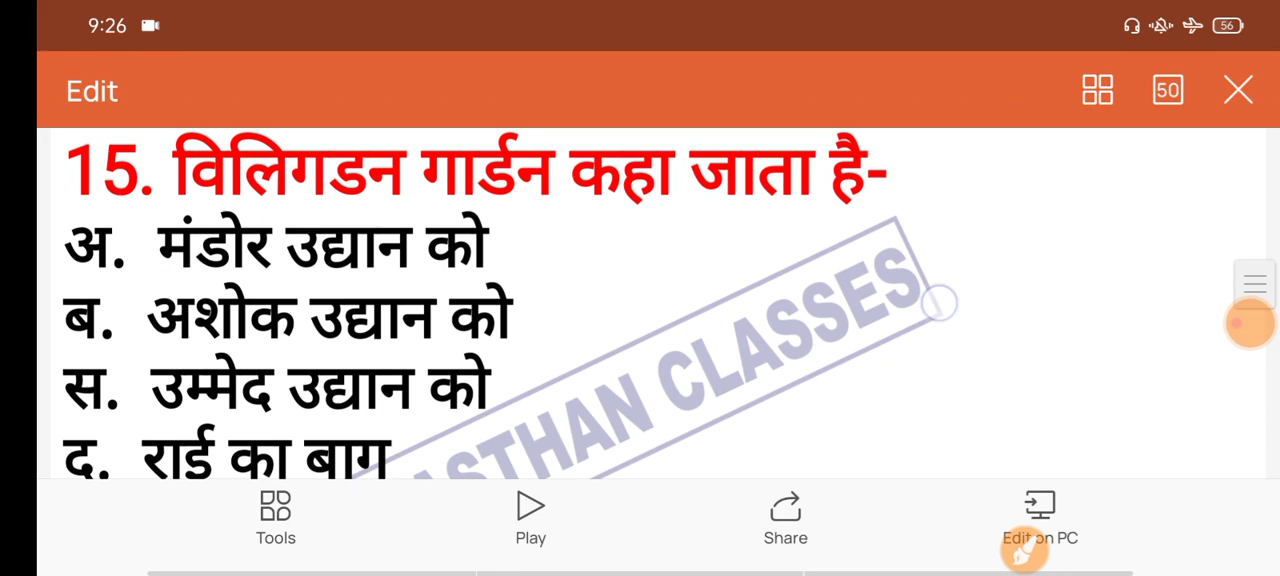 9:26
56
Edit
50
15. विलिगडन गार्डन कहा जाता है-
अ. मंडोर उद्यान को
ब. अशोक उद्यान को
स. उम्मेद उद्यान को
द. राई का बाग
CLASSES
Tools
Play
Share
Edit on PC